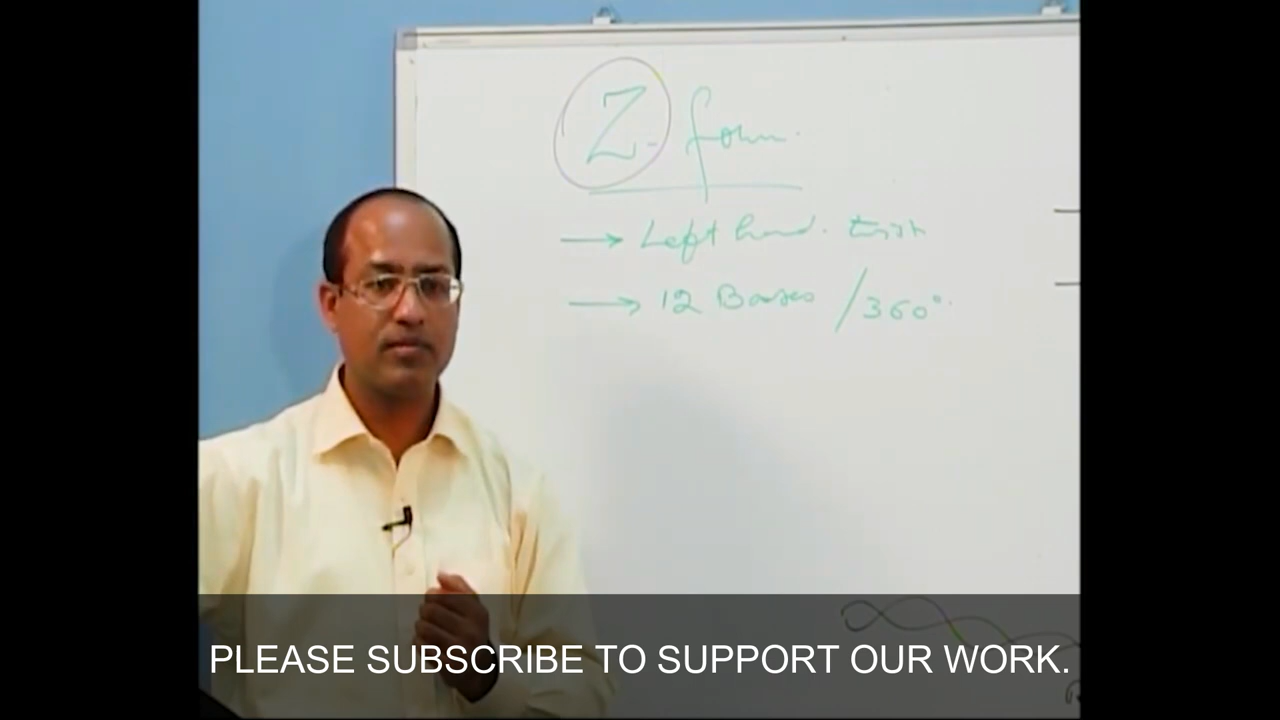 Z- form.
→ Left hand. twist
→ 12 Bases /360°
PLEASE SUBSCRIBE TO SUPPORT OUR WORK.